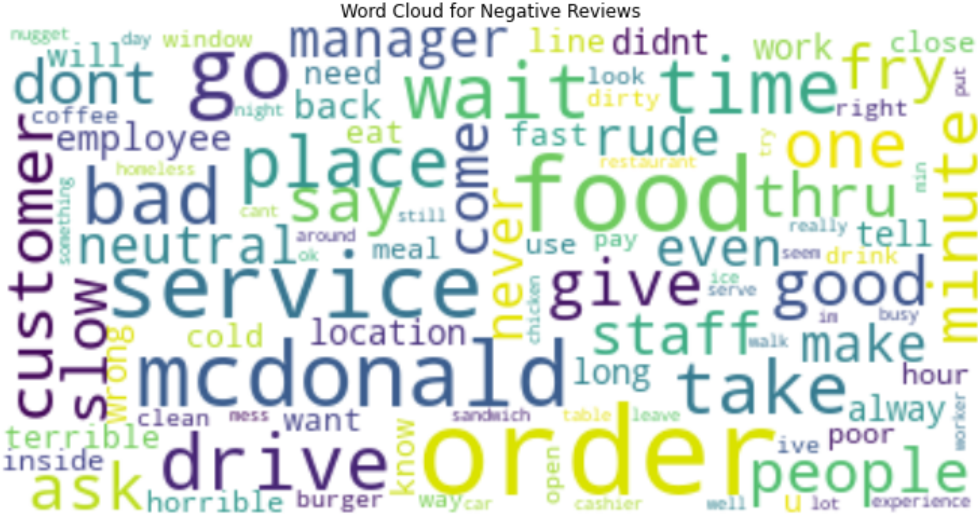 Word Cloud for Negative Reviews
nugget
will
day
window
manager
line
didnt
work
close
dont
go
need
wait
look
time
fry
put
coffee
night
back
dirty
right
customer
employee
eat
place
come
fast
rude
restaurant
try
one
minute
homeless
bad
something
cant
say
still
food
thru
min
neutral
around
ok
meal
never
use
pay
even
really
tell
seem
drink
service
chicken
give
ice
serve
good
im
busy
slow
wrong
cold
location
staff
walk
make
mcdonald
long
take
hour
clean
mess
want
sandwich
table
leave
alway
worker
terrible
inside
drive
know
order
open
ive
poor
people
ask
horrible
burger
way
car
cashier
well
u
lot
experience